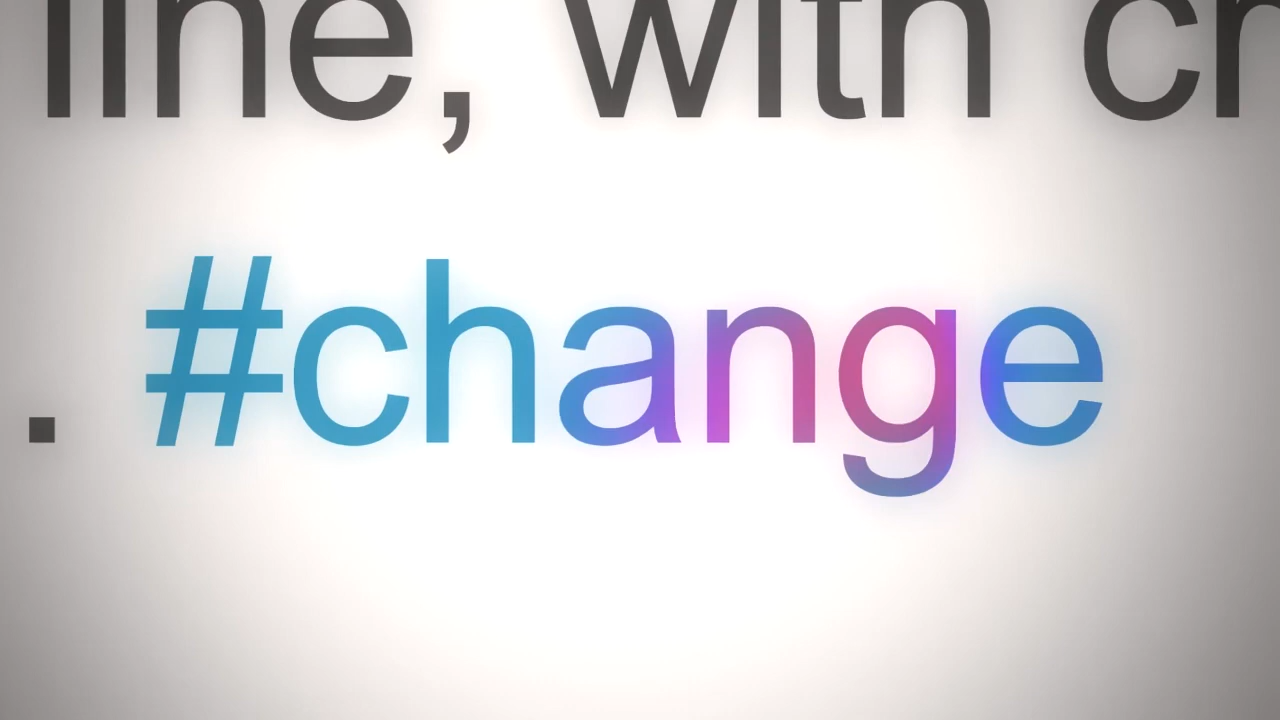 line, with
. #change